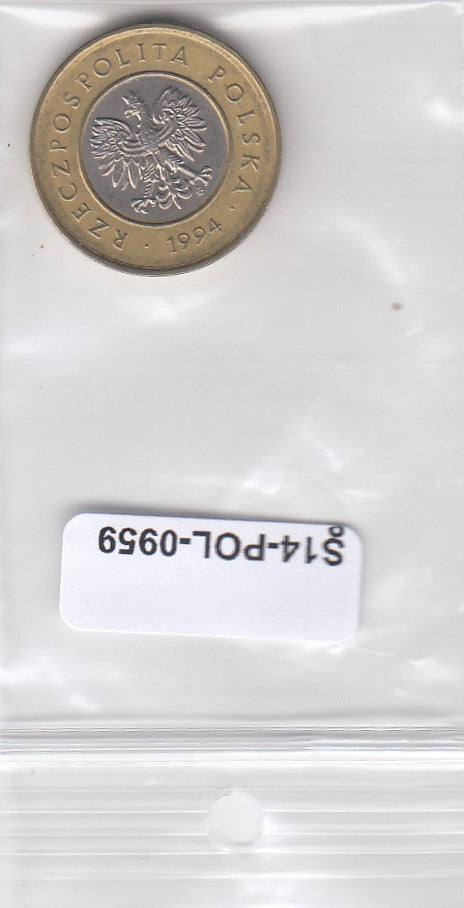 RZECZPOSPOLITA POLSKA · 1994 ·
S14-POL-0959